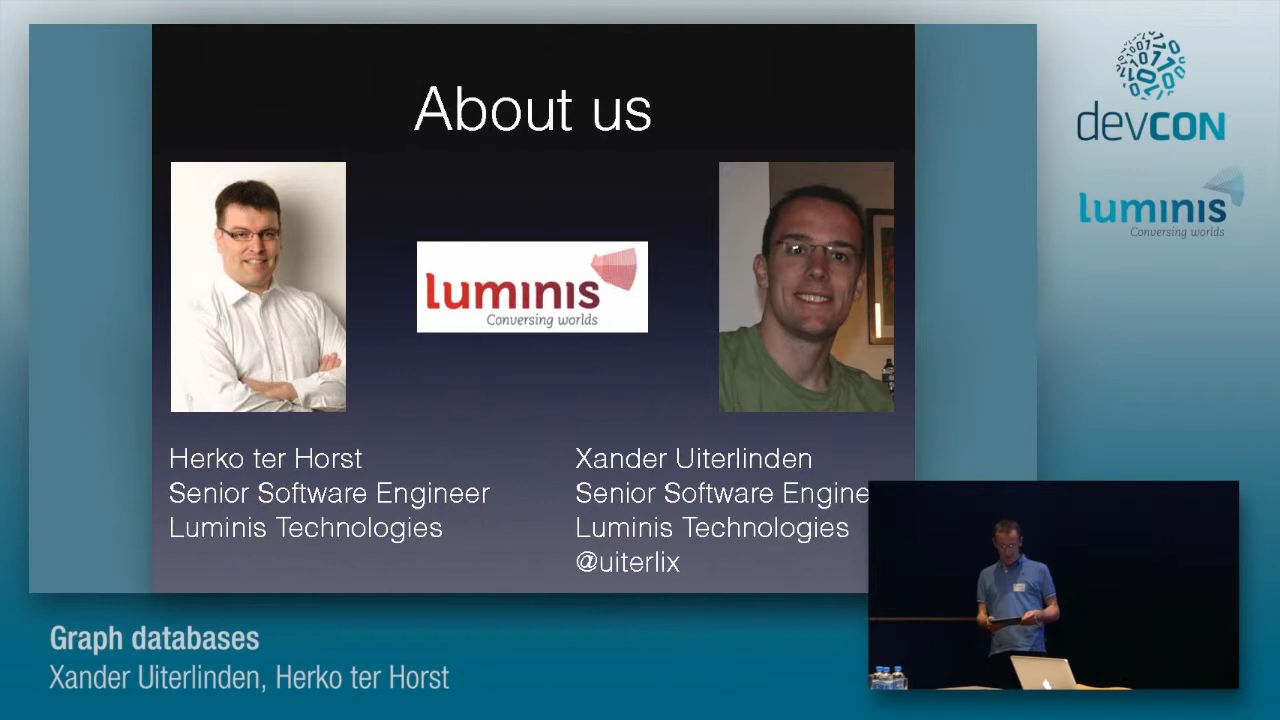 About us
luminis
Conversing worlds
Herko ter Horst
Senior Software Engineer
Luminis Technologies
Xander Uiterlinden
Senior Software Engine
Luminis Technologies
@uiterlix
devCON
luminis
Conversing worlds
Graph databases
Xander Uiterlinden, Herko ter Horst